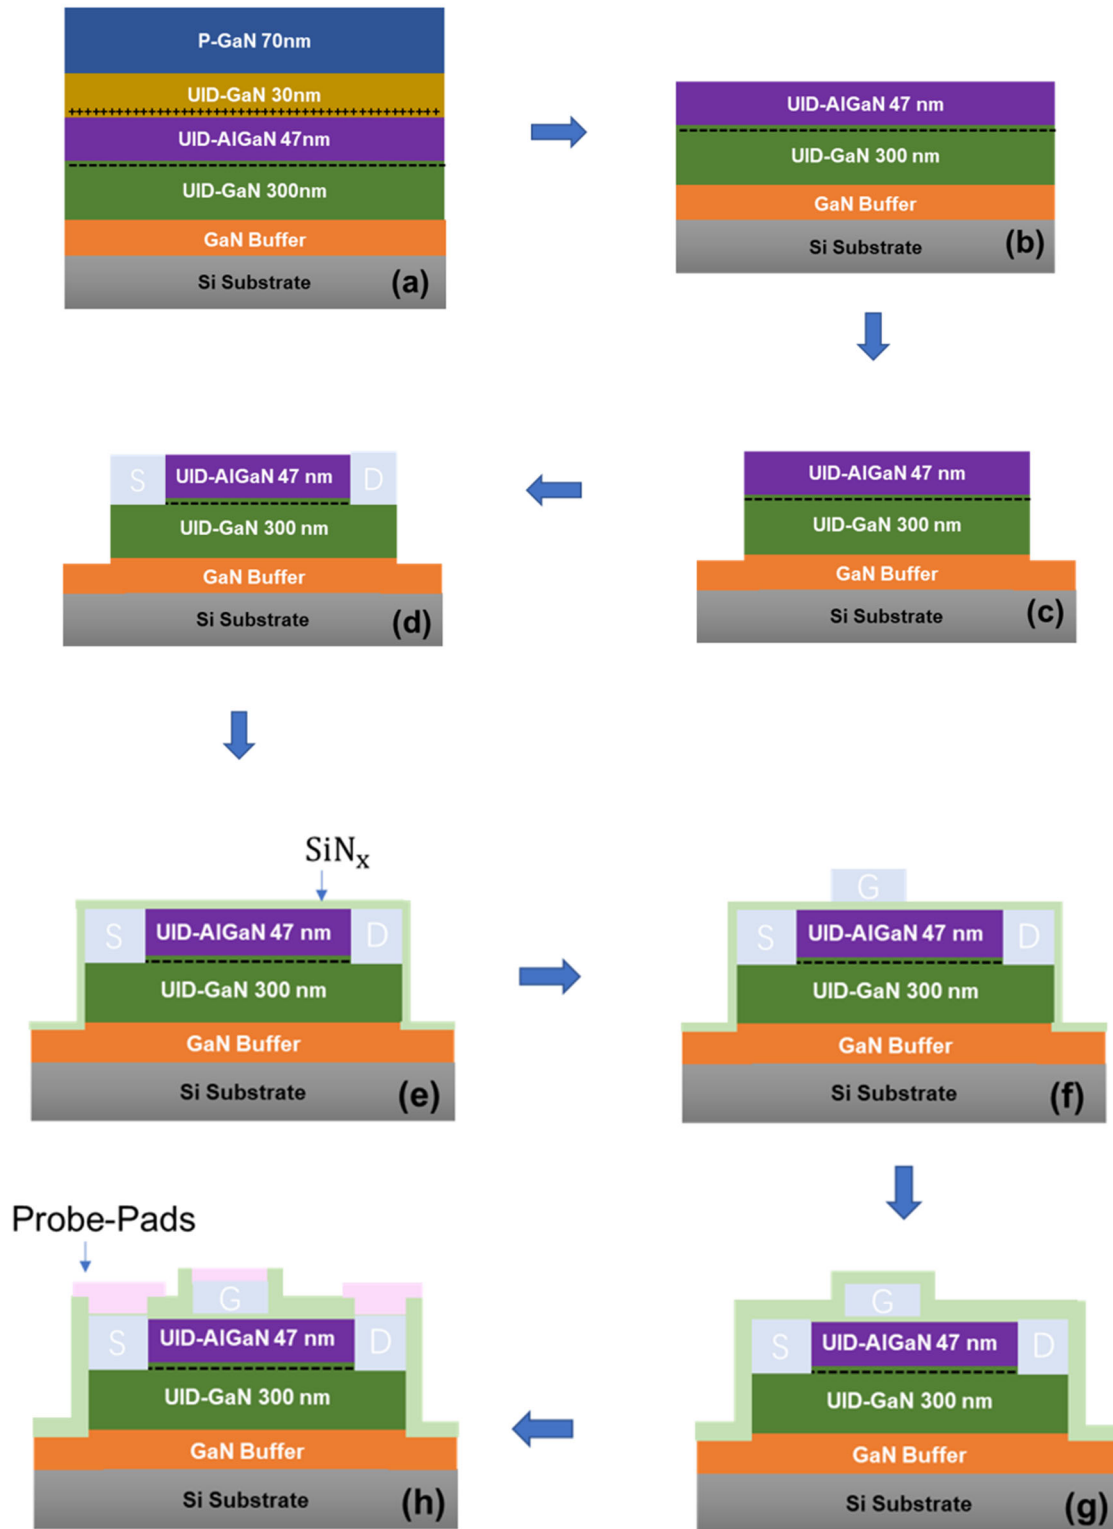 P-GaN 70nm
UID-GaN 30nm
++++++++++++++++++++++++++++++++++++++
UID-AlGaN 47nm
UID-GaN 300nm
GaN Buffer
Si Substrate
(a)
UID-AlGaN 47 nm
UID-GaN 300 nm
GaN Buffer
Si Substrate
(b)
S
UID-AlGaN 47 nm
D
UID-GaN 300 nm
GaN Buffer
Si Substrate
(d)
UID-AlGaN 47 nm
UID-GaN 300 nm
GaN Buffer
Si Substrate
(c)
SiNx
S
UID-AlGaN 47 nm
D
UID-GaN 300 nm
GaN Buffer
Si Substrate
(e)
G
S
UID-AlGaN 47 nm
D
UID-GaN 300 nm
GaN Buffer
Si Substrate
(f)
Probe-Pads
G
S
UID-AlGaN 47 nm
D
UID-GaN 300 nm
GaN Buffer
Si Substrate
(h)
G
S
UID-AlGaN 47 nm
D
UID-GaN 300 nm
GaN Buffer
Si Substrate
(g)